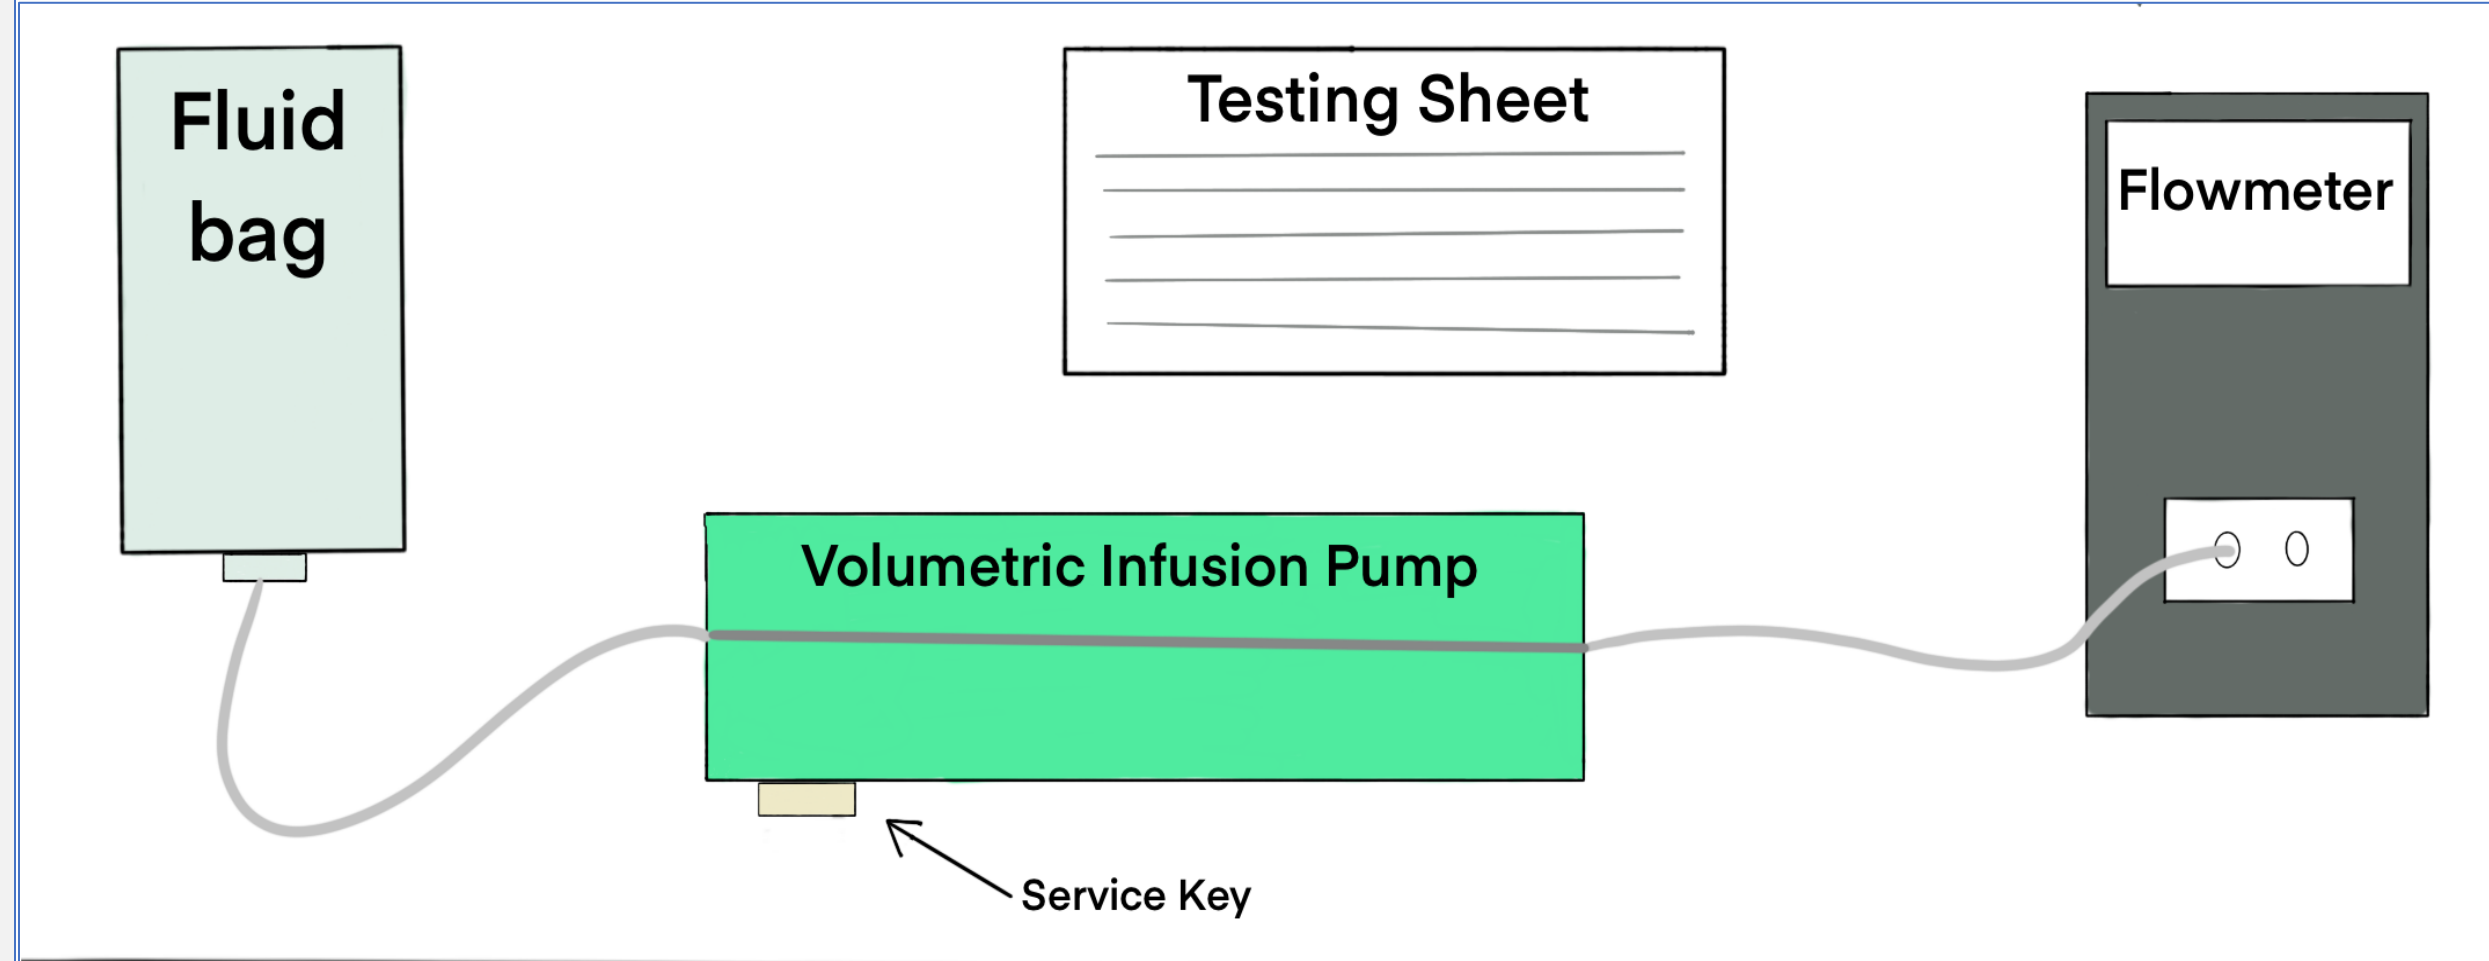 Fluid
bag
Testing Sheet
Flowmeter
Volumetric Infusion Pump
Service Key